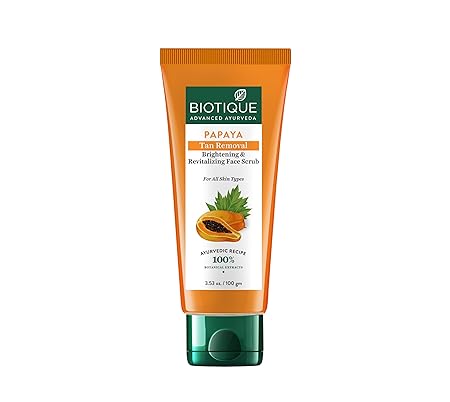 BIOTIQUE
ADVANCED AYURVEDA
PAPAYA
Tan Removal
Brightening &
Revitalizing Face Scrub
For All Skin Types
AYURVEDIC RECIPE
100%
BOTANICAL EXTRACTS
3.53 oz. / 100 gm